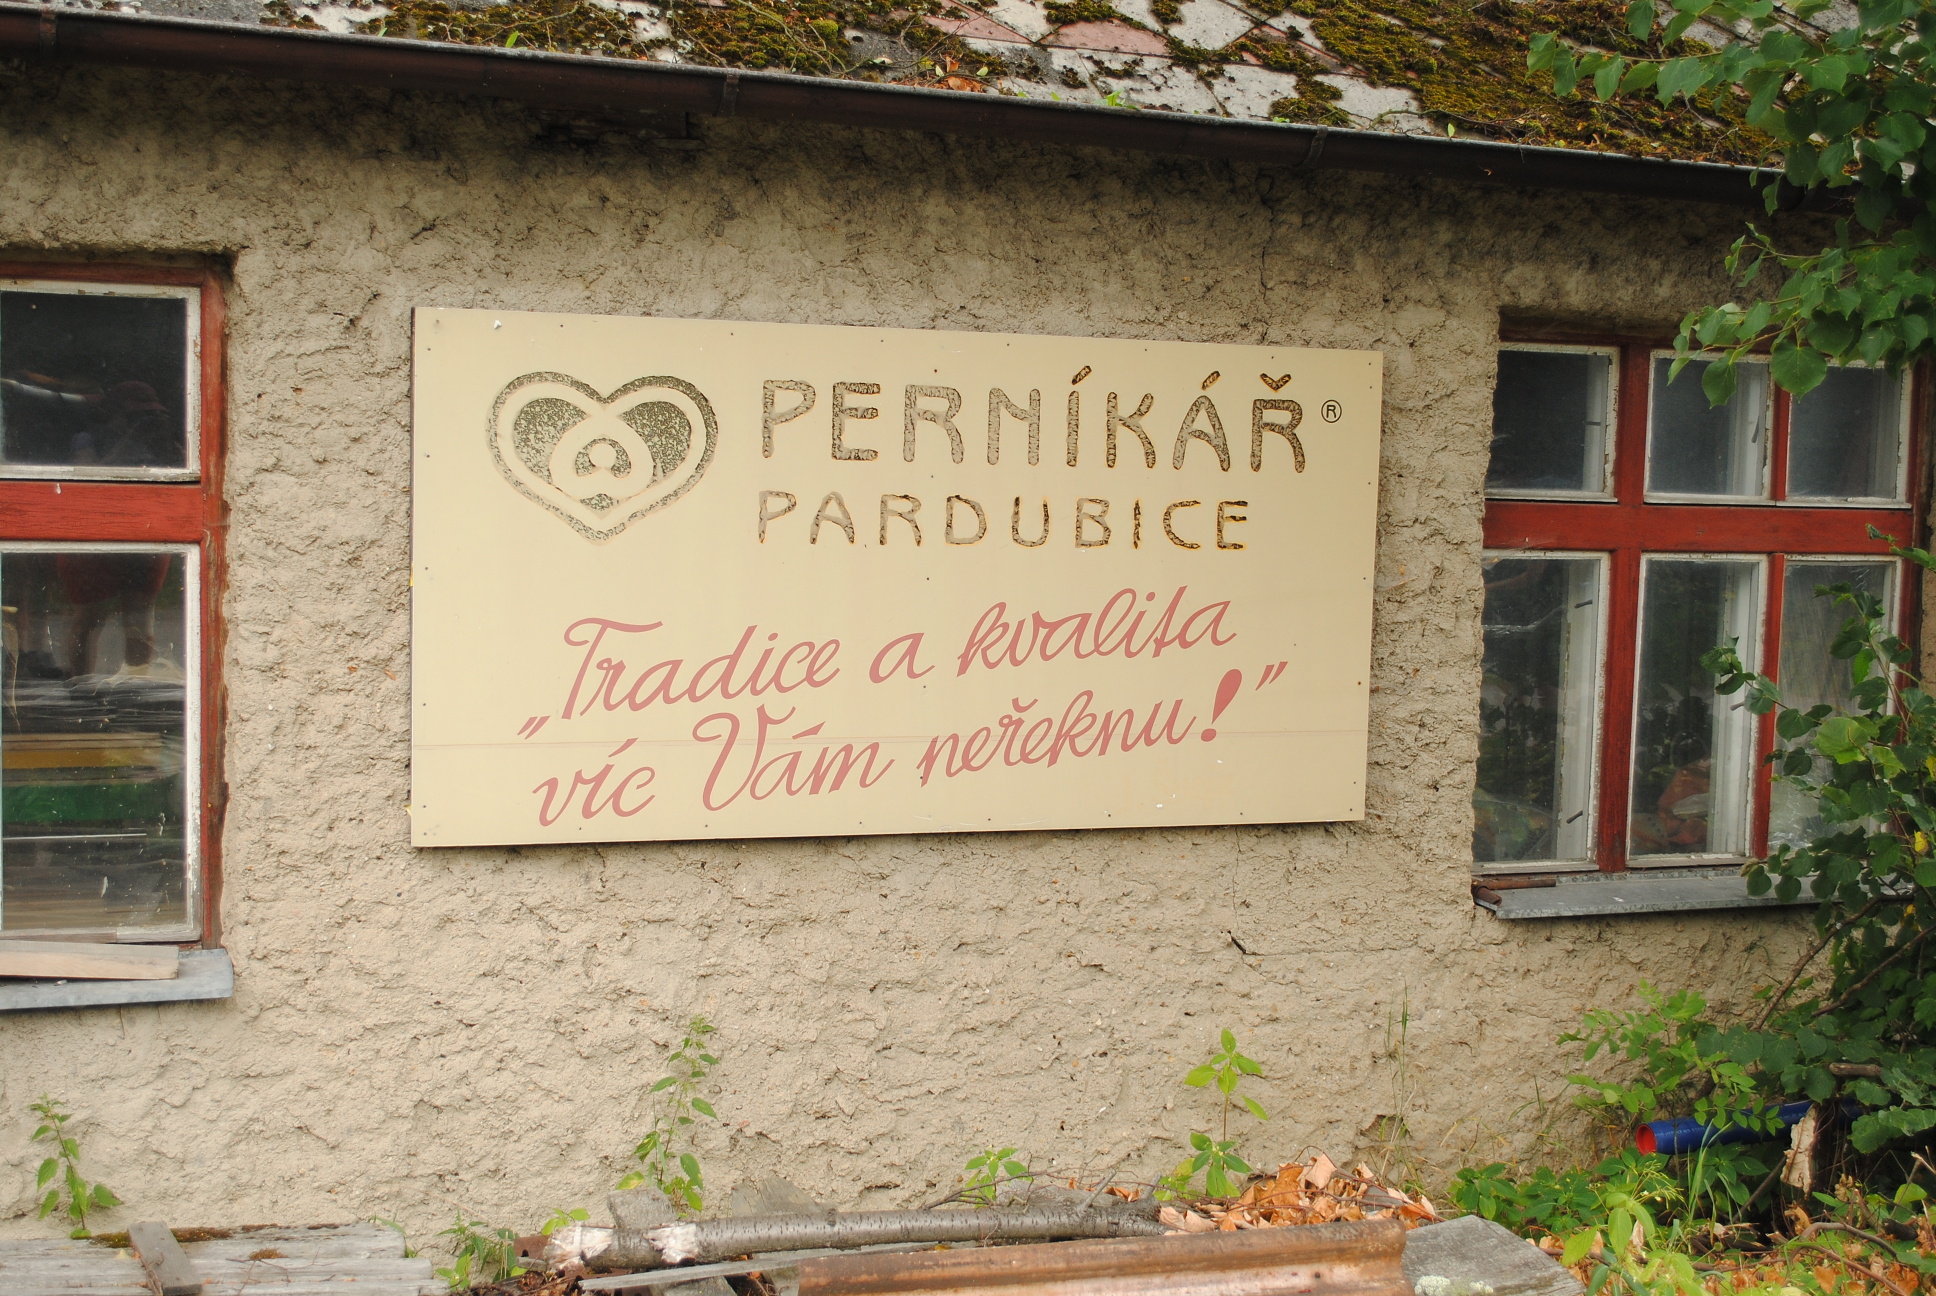 PERNÍKÁŘ®
PARDUBICE
„Tradice a kvalita
víc Vám neřeknu!”